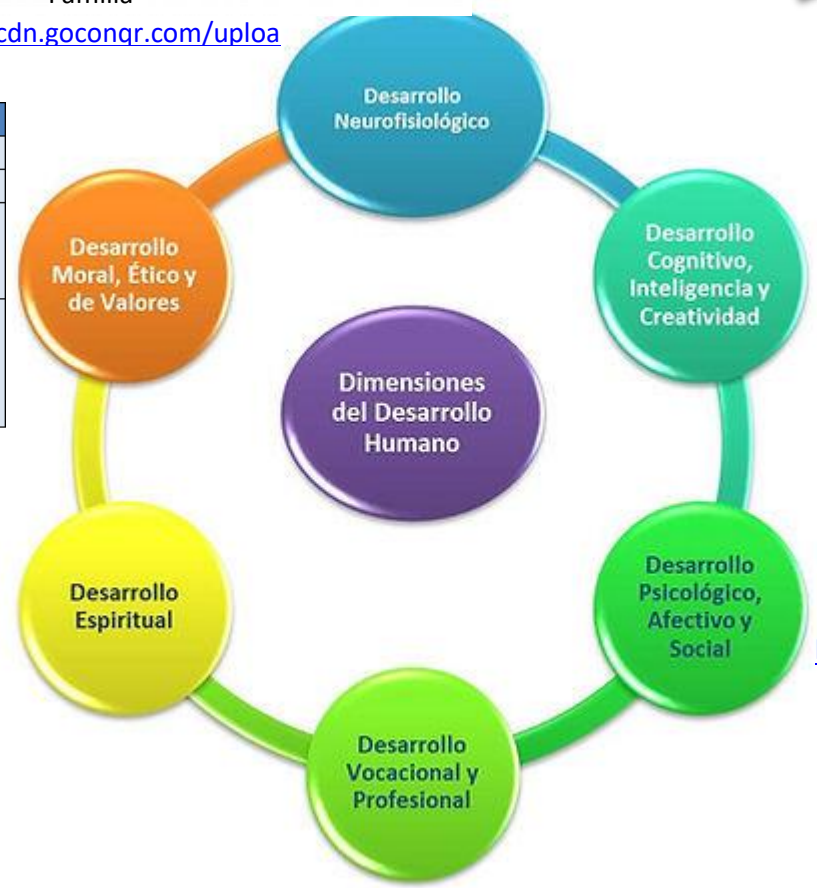 Familia
cdn.goconqr.com/uploa
Desarrollo
Neurofisiológico
Desarrollo
Cognitivo,
Inteligencia y
Creatividad
Desarrollo
Psicológico,
Afectivo y
Social
Desarrollo
Vocacional y
Profesional
Desarrollo
Espiritual
Desarrollo
Moral, Ético y
de Valores
Dimensiones
del Desarrollo
Humano